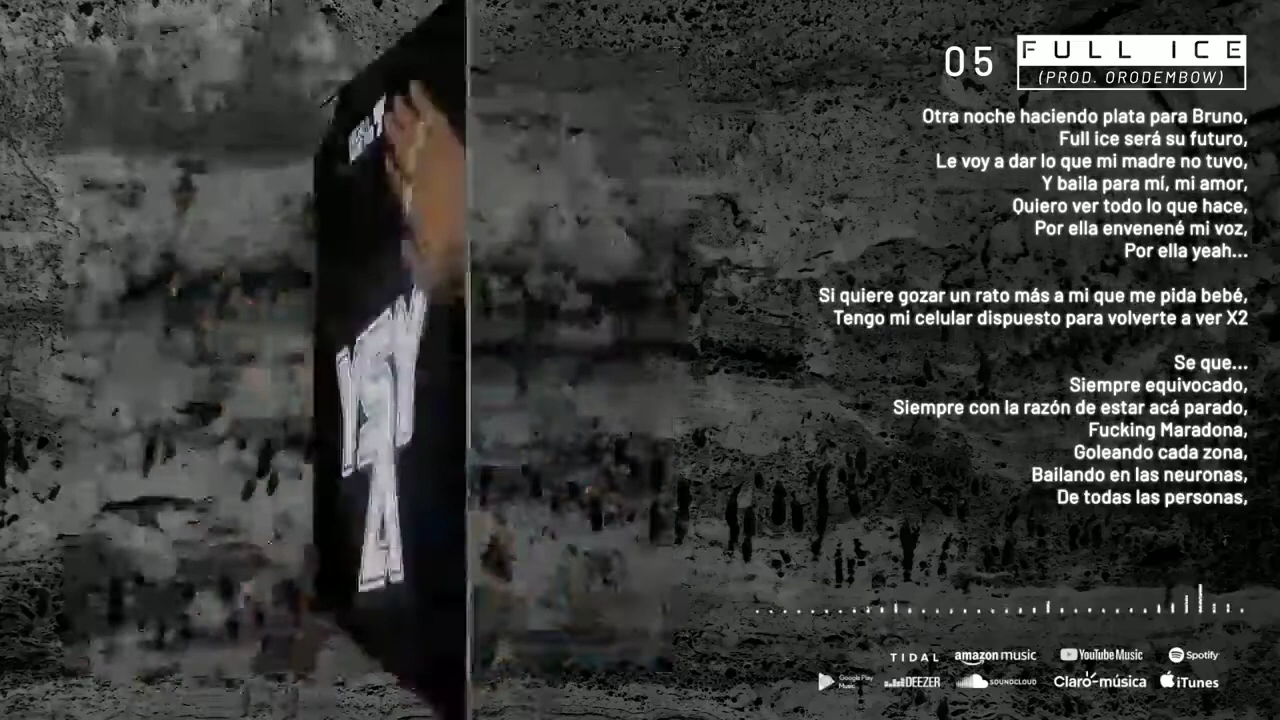 05
FULL ICE
(PROD. ORODEMBOW)
Otra noche haciendo plata para Bruno,
Full ice será su futuro,
Le voy a dar lo que mi madre no tuvo,
Y baila para mí, mi amor,
Quiero ver todo lo que hace,
Por ella envenené mi voz,
Por ella yeah...
Si quiere gozar un rato más a mi que me pida bebé,
Tengo mi celular dispuesto para volverte a ver X2
Se que...
Siempre equivocado,
Siempre con la razón de estar acá parado,
Fucking Maradona,
Goleando cada zona,
Bailando en las neuronas,
De todas las personas,
TIDAL amazon music YouTube Music Spotify
Google Play Music DEEZER SOUNDCLOUD Claro-música iTunes